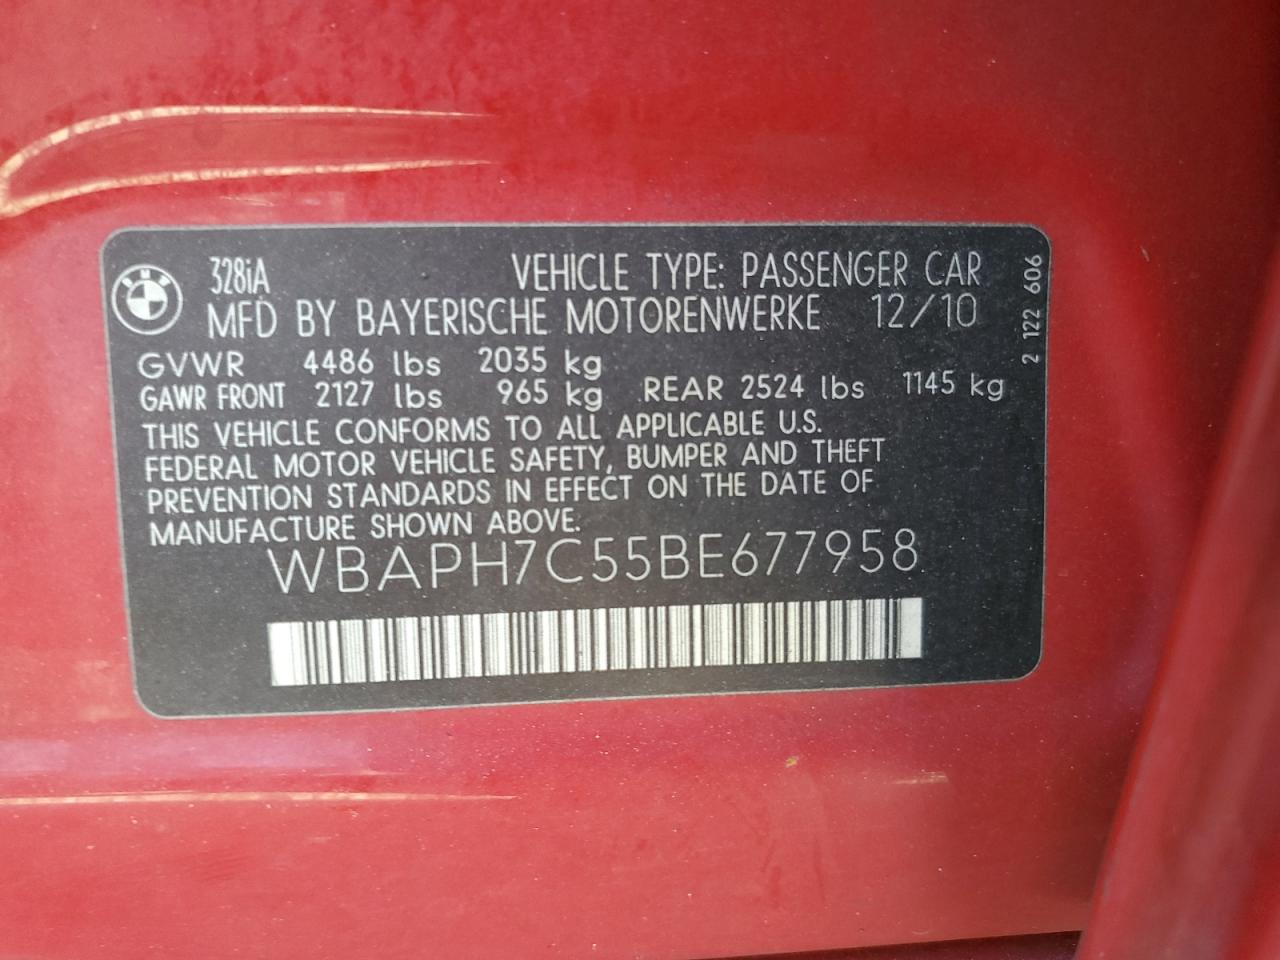 BMW
328iA VEHICLE TYPE: PASSENGER CAR
MFD BY BAYERISCHE MOTORENWERKE 12/10
GVWR 4486 lbs 2035 kg
GAWR FRONT 2127 lbs 965 kg REAR 2524 lbs 1145 kg
THIS VEHICLE CONFORMS TO ALL APPLICABLE U.S.
FEDERAL MOTOR VEHICLE SAFETY, BUMPER AND THEFT
PREVENTION STANDARDS IN EFFECT ON THE DATE OF
MANUFACTURE SHOWN ABOVE.
WBAPH7C55BE677958
2 122 606